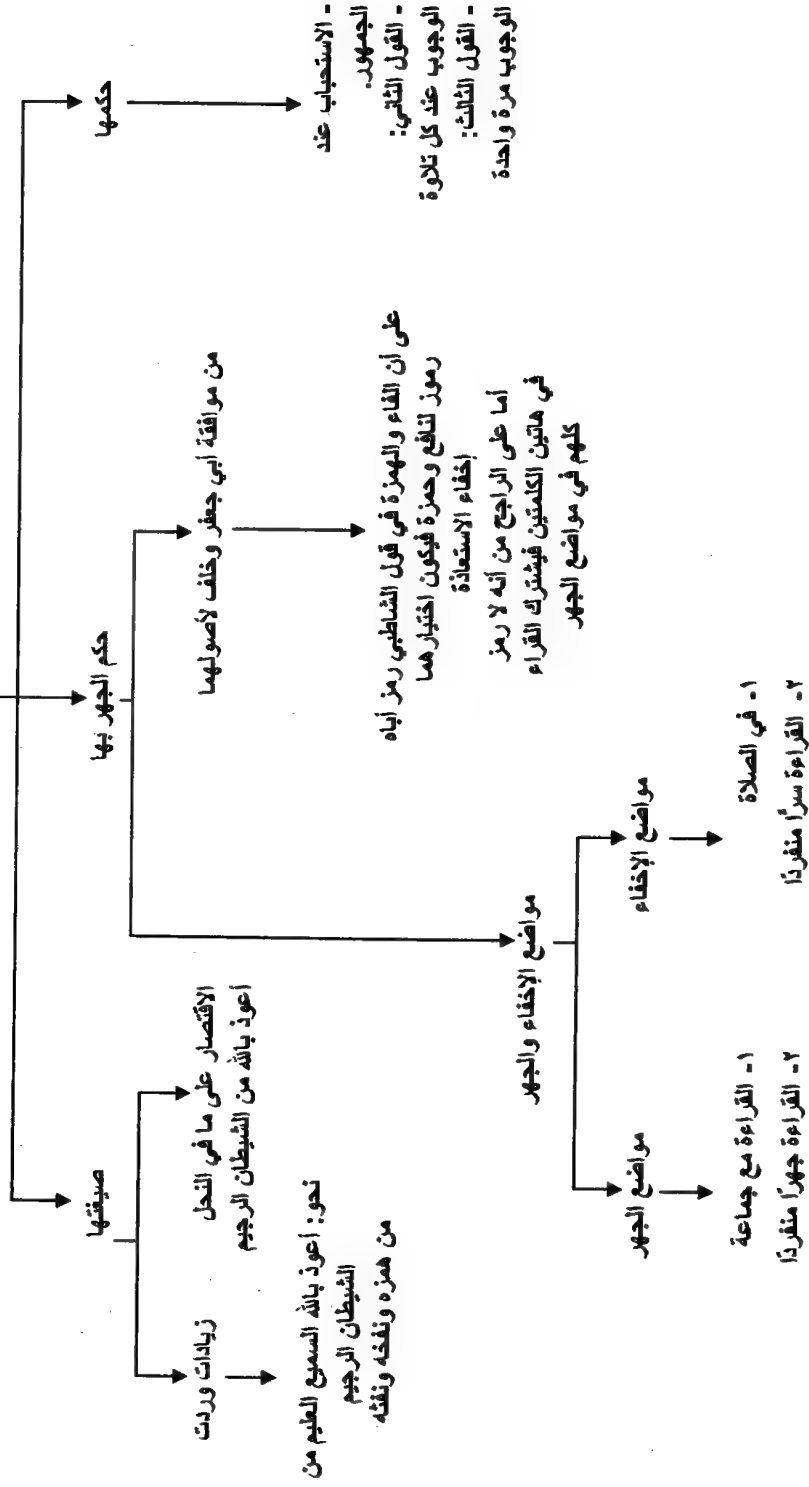 حكمها
- الاستحباب عند
الجمهور.
- القول الثاني:
الوجوب عند كل تلاوة
- القول الثالث:
الوجوب مرة واحدة
حكم الجهر بها
من موافقة أبي جعفر وخلف لأصولهما
على أن الفاء والهمزة في قول الشاطبي رمز أباه
رموز لنافع وحمزة فيكون اختيارهما
إخفاء الاستعاذة
أما على الراجح من أنه لا رمز
في هاتين الكلمتين فيشترك القراء
كلهم في مواضع الجهر
مواضع الإخفاء والجهر
مواضع الإخفاء
١- في الصلاة
٢- القراءة سرًا منفردًا
مواضع الجهر
١- القراءة مع جماعة
٢- القراءة جهرًا منفردًا
صيغتها
الاقتصار على ما في النحل
أعوذ بالله من الشيطان الرجيم
زيادات وردت
نحو: أعوذ بالله السميع العليم من
الشيطان الرجيم
من همزه ونفخه ونفثه